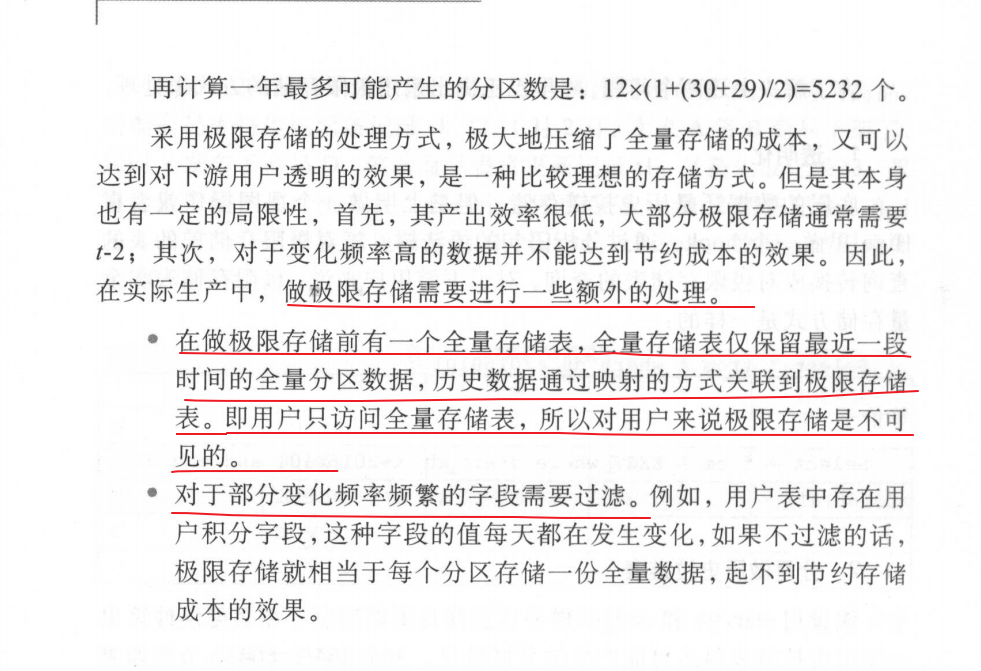 再计算一年最多可能产生的分区数是：12×(1+(30+29)/2)=5232 个。
采用极限存储的处理方式，极大地压缩了全量存储的成本，又可以
达到对下游用户透明的效果，是一种比较理想的存储方式。但是其本身
也有一定的局限性，首先，其产出效率很低，大部分极限存储通常需要
t-2；其次，对于变化频率高的数据并不能达到节约成本的效果。因此，
在实际生产中，做极限存储需要进行一些额外的处理。
• 在做极限存储前有一个全量存储表，全量存储表仅保留最近一段
时间的全量分区数据，历史数据通过映射的方式关联到极限存储
表。即用户只访问全量存储表，所以对用户来说极限存储是不可
见的。
• 对于部分变化频率频繁的字段需要过滤。例如，用户表中存在用
户积分字段，这种字段的值每天都在发生变化，如果不过滤的话，
极限存储就相当于每个分区存储一份全量数据，起不到节约存储
成本的效果。